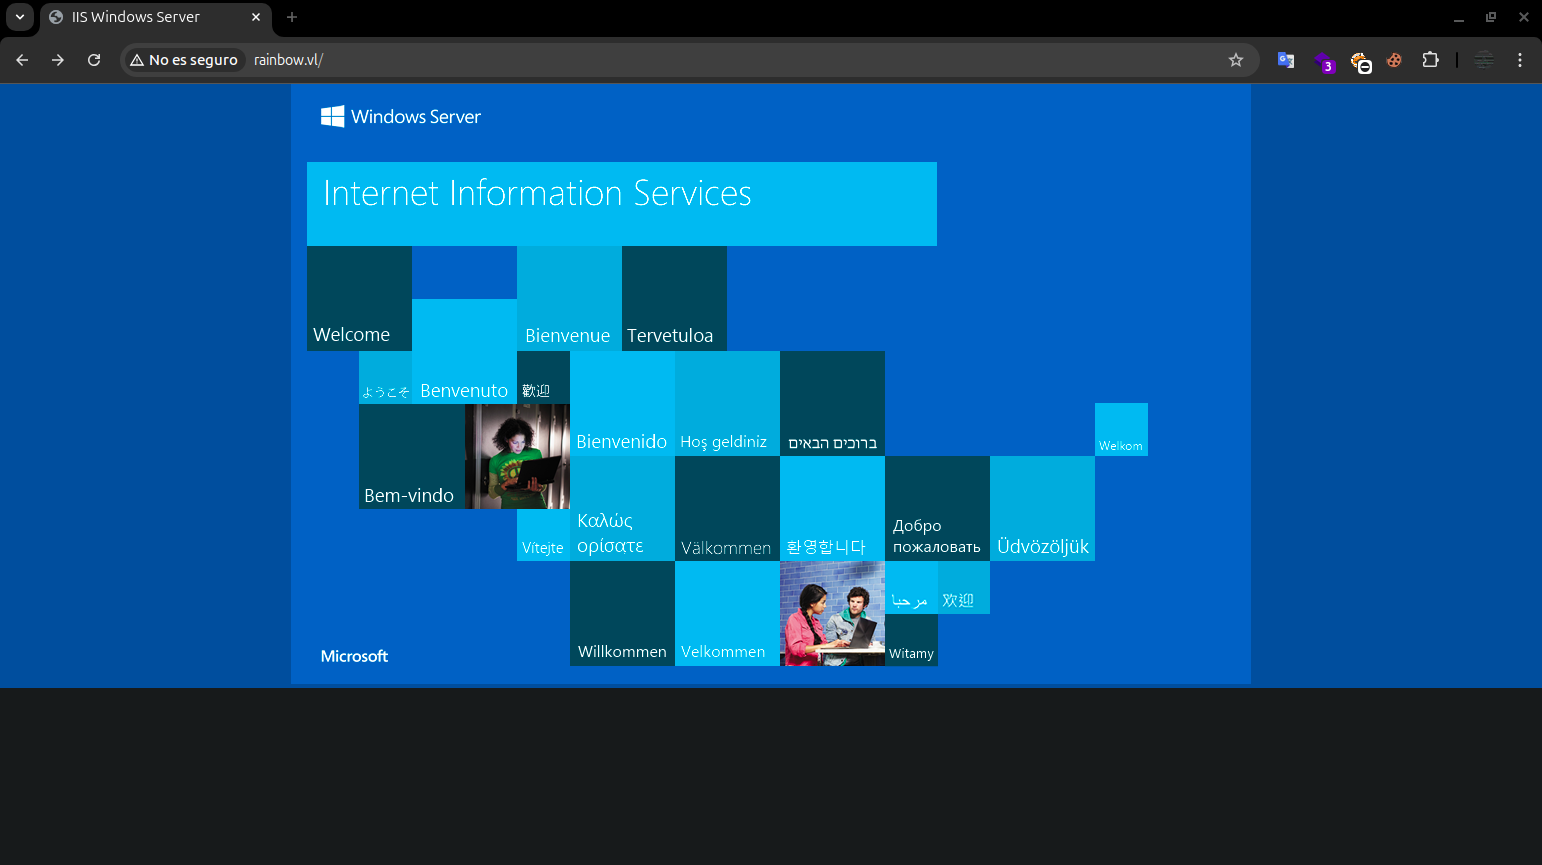 IIS Windows Server
No es seguro
rainbow.vl/
3
Windows Server
Internet Information Services
Welcome
Bienvenue
Tervetuloa
ようこそ
Benvenuto
歡迎
Bienvenido
Hoş geldiniz
ברוכים הבאים
Welkom
Bem-vindo
Vítejte
Καλώς
ορίσατε
Välkommen
환영합니다
Добро
пожаловать
Üdvözöljük
Willkommen
Velkommen
مرحبا
欢迎
Witamy
Microsoft